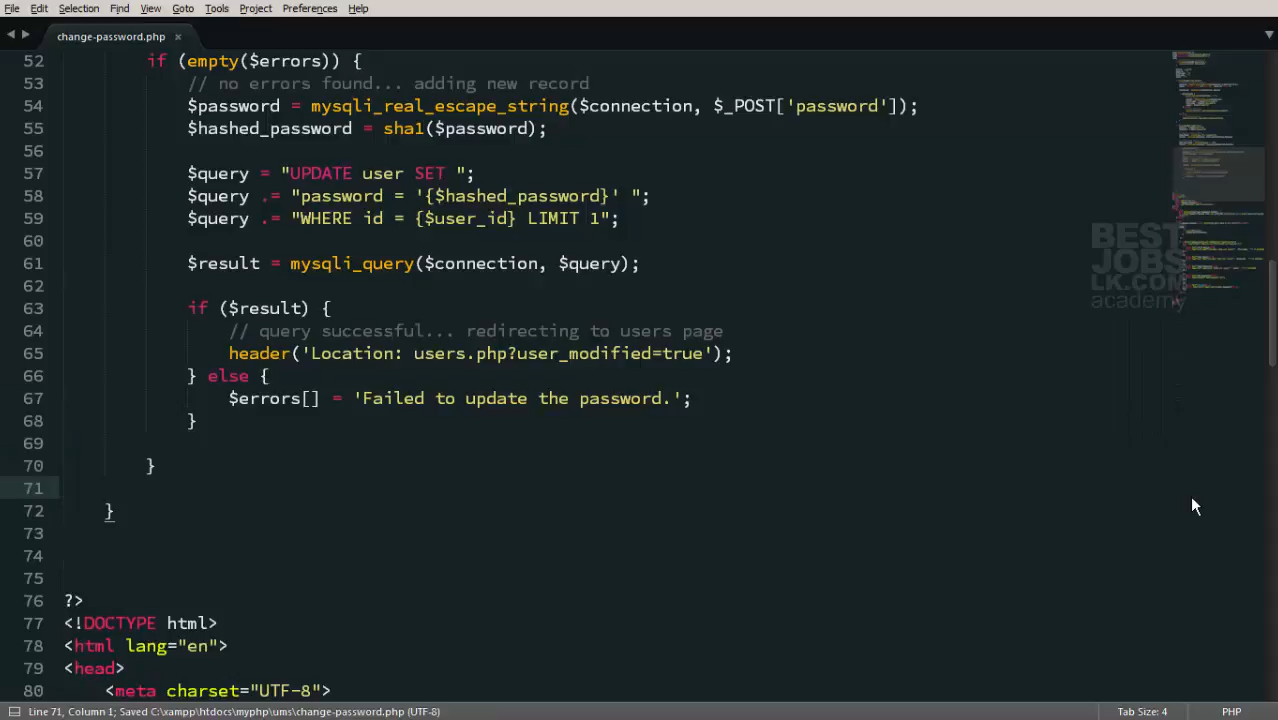 File Edit Selection Find View Goto Tools Project Preferences Help
change-password.php ×
52 if (empty($errors)) {
53 // no errors found... adding new record
54 $password = mysqli_real_escape_string($connection, $_POST['password']);
55 $hashed_password = sha1($password);
56
57 $query = "UPDATE user SET ";
58 $query .= "password = '{$hashed_password}' ";
59 $query .= "WHERE id = {$user_id} LIMIT 1";
60
61 $result = mysqli_query($connection, $query);
62
63 if ($result) {
64 // query successful... redirecting to users page
65 header('Location: users.php?user_modified=true');
66 } else {
67 $errors[] = 'Failed to update the password.';
68 }
69
70 }
71
72 }
73
74
75
76 ?>
77 <!DOCTYPE html>
78 <html lang="en">
79 <head>
80 <meta charset="UTF-8">
BEST
JOBS
LK.COM
academy
Line 71, Column 1; Saved C:\xampp\htdocs\myphp\ums\change-password.php (UTF-8) Tab Size: 4 PHP